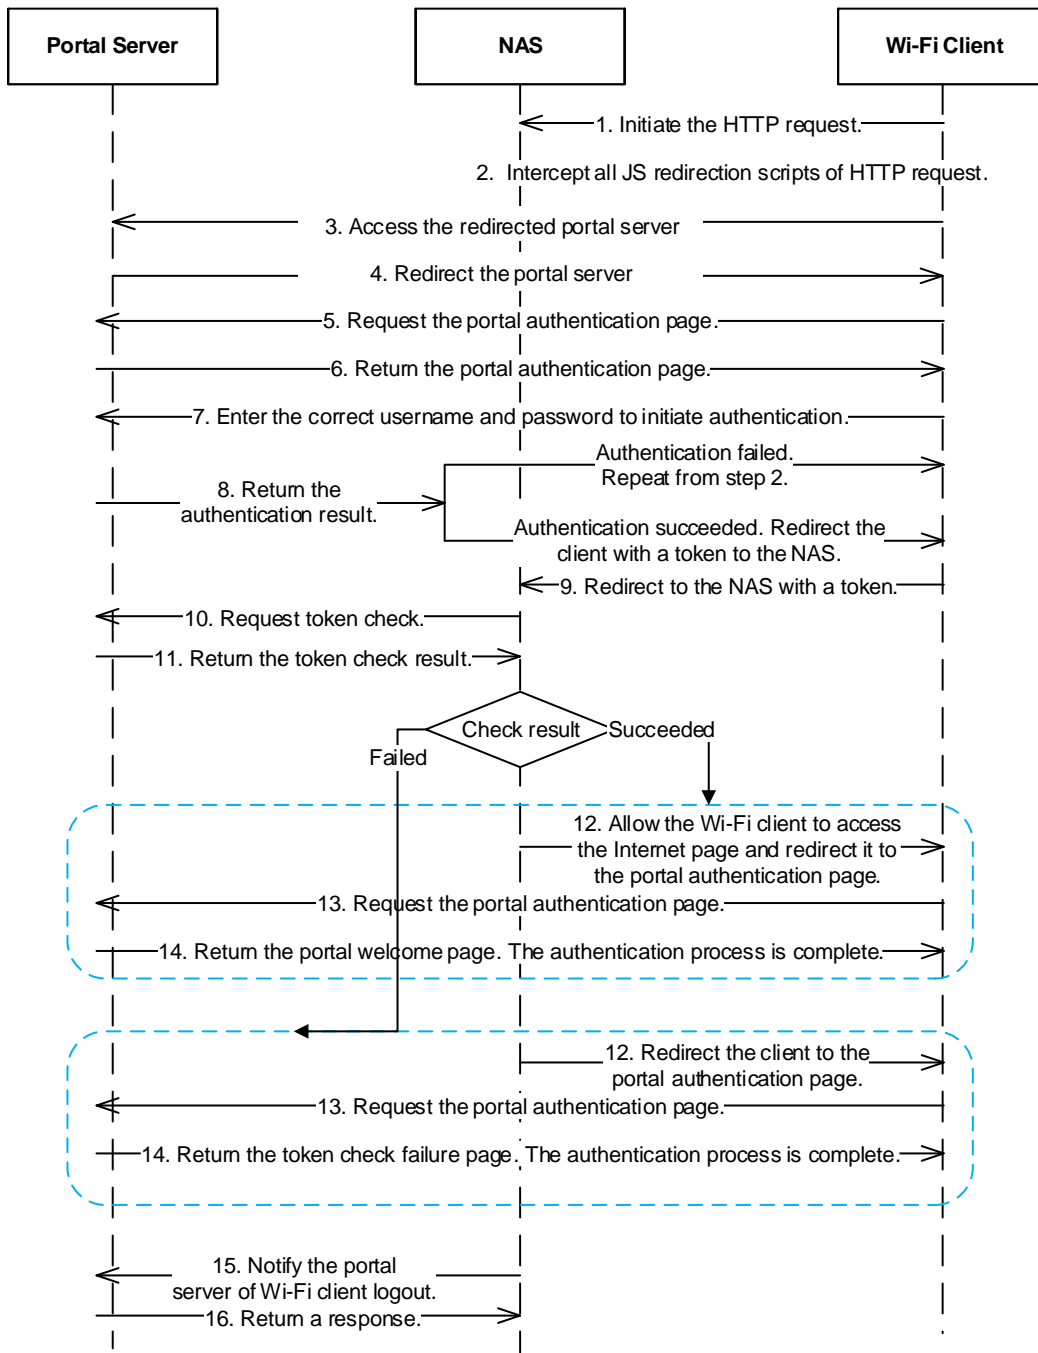 Portal Server
NAS
Wi-Fi Client
1. Initiate the HTTP request.
2. Intercept all JS redirection scripts of HTTP request.
3. Access the redirected portal server
4. Redirect the portal server
5. Request the portal authentication page.
6. Return the portal authentication page.
7. Enter the correct username and password to initiate authentication.
Authentication failed.
Repeat from step 2.
8. Return the
authentication result.
Authentication succeeded. Redirect the
client with a token to the NAS.
9. Redirect to the NAS with a token.
10. Request token check.
11. Return the token check result.
Check result
Succeeded
Failed
12. Allow the Wi-Fi client to access
the Internet page and redirect it to
the portal authentication page.
13. Request the portal authentication page.
14. Return the portal welcome page. The authentication process is complete.
12. Redirect the client to the
portal authentication page.
13. Request the portal authentication page.
14. Return the token check failure page. The authentication process is complete.
15. Notify the portal
server of Wi-Fi client logout.
16. Return a response.